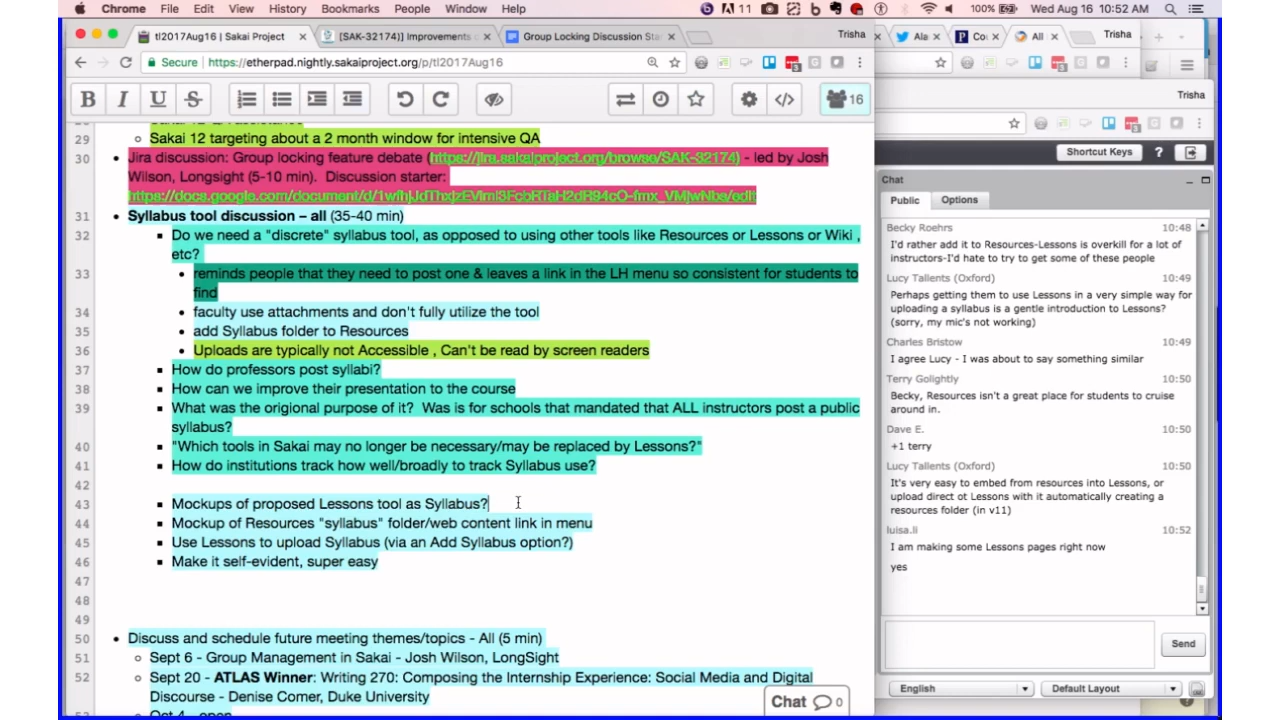 Chrome File Edit View History Bookmarks People Window Help 11 100% Wed Aug 16 10:52 AM
tl2017Aug16 | Sakai Project × [SAK-32174)] Improvements × Group Locking Discussion Sta × Trisha
Secure | https://etherpad.nightly.sakaiproject.org/p/tl2017Aug16
B I U S 16
29 Sakai 12 targeting about a 2 month window for intensive QA
30 Jira discussion: Group locking feature debate (https://jira.sakaiproject.org/browse/SAK-32174) - led by Josh
Wilson, Longsight (5-10 min). Discussion starter:
31 Syllabus tool discussion – all (35-40 min)
32 Do we need a "discrete" syllabus tool, as opposed to using other tools like Resources or Lessons or Wiki ,
etc?
33 reminds people that they need to post one & leaves a link in the LH menu so consistent for students to
find
34 faculty use attachments and don't fully utilize the tool
35 add Syllabus folder to Resources
36 Uploads are typically not Accessible , Can't be read by screen readers
37 How do professors post syllabi?
38 How can we improve their presentation to the course
39 What was the origional purpose of it? Was is for schools that mandated that ALL instructors post a public
syllabus?
40 "Which tools in Sakai may no longer be necessary/may be replaced by Lessons?"
41 How do institutions track how well/broadly to track Syllabus use?
42
43 Mockups of proposed Lessons tool as Syllabus?
44 Mockup of Resources "syllabus" folder/web content link in menu
45 Use Lessons to upload Syllabus (via an Add Syllabus option?)
46 Make it self-evident, super easy
47
48
49
50 Discuss and schedule future meeting themes/topics - All (5 min)
51 Sept 6 - Group Management in Sakai - Josh Wilson, LongSight
52 Sept 20 - ATLAS Winner: Writing 270: Composing the Internship Experience: Social Media and Digital
Discourse - Denise Comer, Duke University
Oct 4 - open
Chat 0
Ala × Co × All × Trisha
Trisha
Shortcut Keys ?
Chat
Public Options
Becky Roehrs 10:48
I'd rather add it to Resources-Lessons is overkill for a lot of
instructors-I'd hate to try to get some of these people
Lucy Tallents (Oxford) 10:49
Perhaps getting them to use Lessons in a very simple way for
uploading a syllabus is a gentle introduction to Lessons?
(sorry, my mic's not working)
Charles Bristow 10:49
I agree Lucy - I was about to say something similar
Terry Golightly 10:50
Becky, Resources isn't a great place for students to cruise
around in.
Dave E. 10:50
+1 terry
Lucy Tallents (Oxford) 10:50
It's very easy to embed from resources into Lessons, or
upload direct ot Lessons with it automatically creating a
resources folder (in v11)
luisa.li 10:52
I am making some Lessons pages right now
yes
Send
English Default Layout